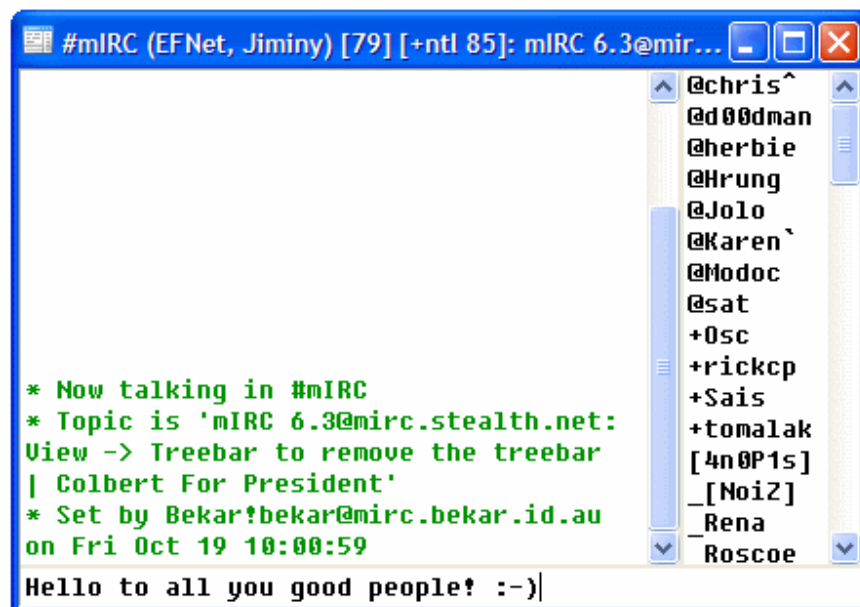 #mIRC (EFNet, Jiminy) [79] [+ntl 85]: mIRC 6.3@mir...
* Now talking in #mIRC
* Topic is 'mIRC 6.3@mirc.stealth.net:
View -> Treebar to remove the treebar
| Colbert For President'
* Set by Bekar!bekar@mirc.bekar.id.au
on Fri Oct 19 10:00:59
@chris^
@d00dman
@herbie
@Hrung
@Jolo
@Karen`
@Modoc
@sat
+Osc
+rickcp
+Sais
+tomalak
[4n0P1s]
_[NoiZ]
_Rena
_Roscoe
Hello to all you good people! :-)